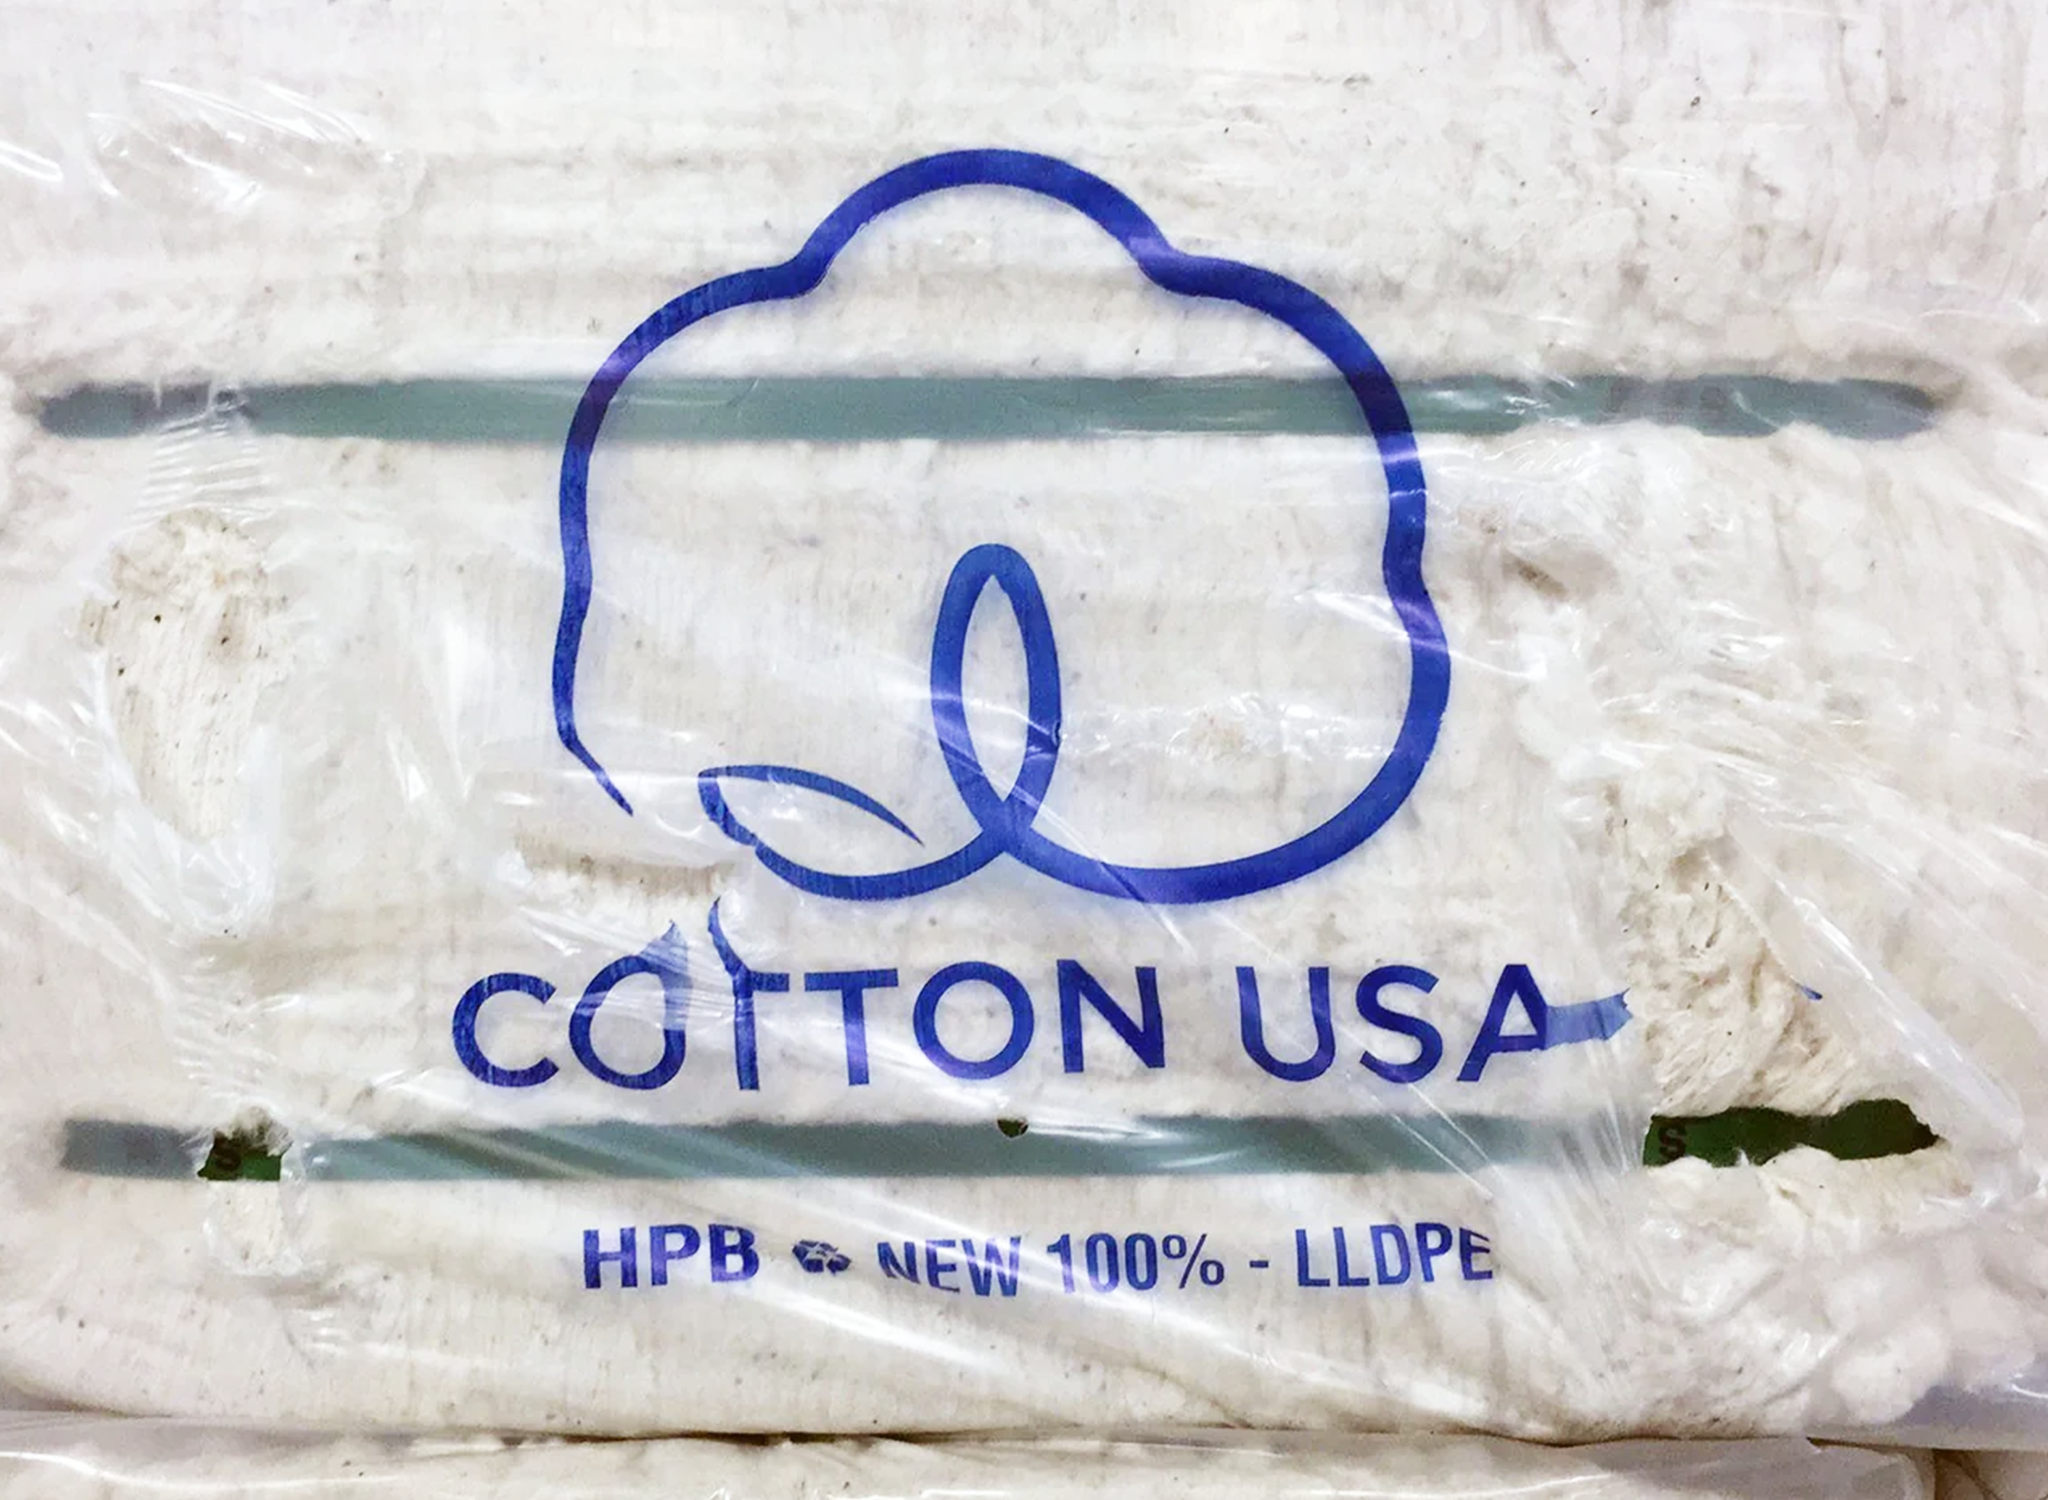 COTTON USA
S S
HPB NEW 100% - LLDPE